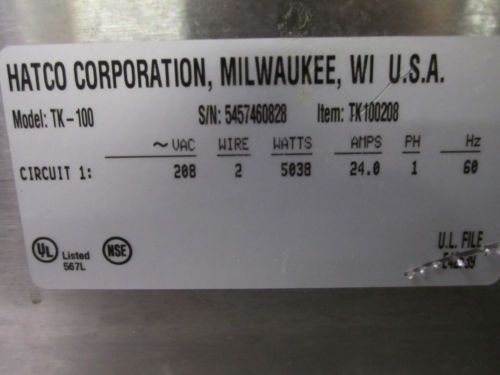 HATCO CORPORATION, MILWAUKEE, WI U.S.A.
Model: TK-100 S/N: 5457460828 Item: TK100208
~VAC WIRE WATTS AMPS PH Hz
CIRCUIT 1: 208 2 5038 24.0 1 60
UL Listed 567L NSF
U.L. FILE